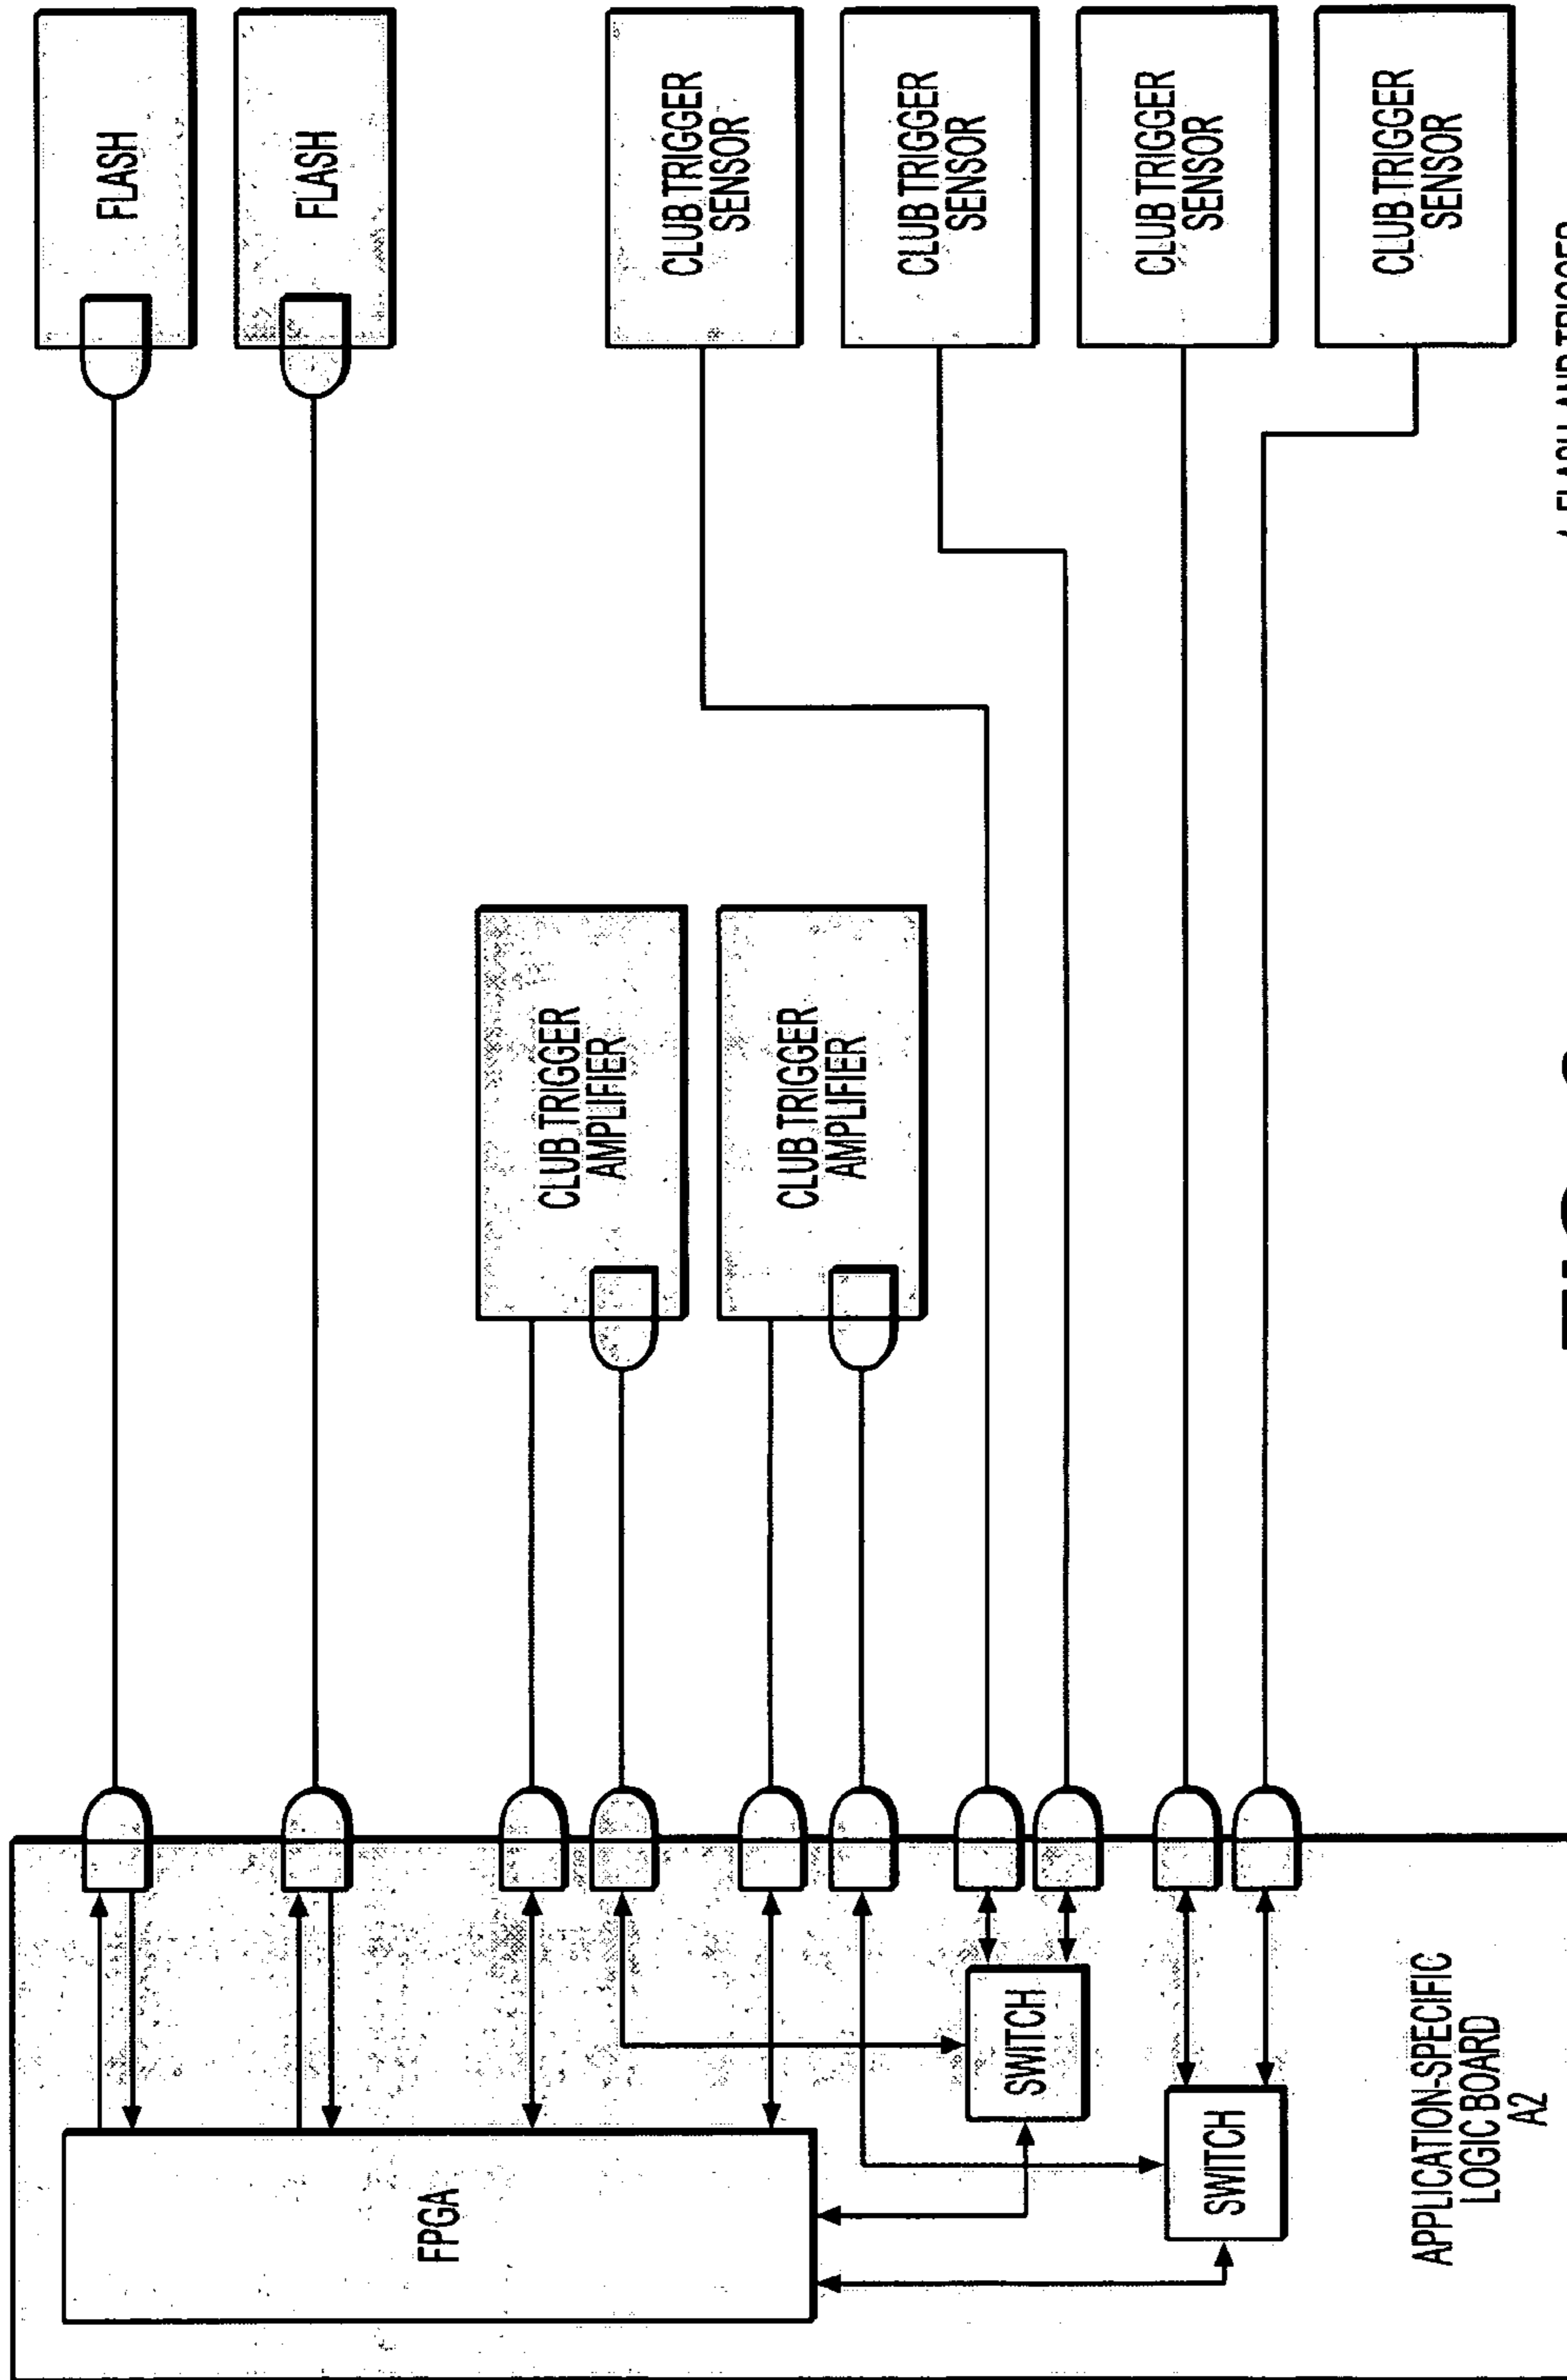 FLASH
FLASH
CLUB TRIGGER
SENSOR
CLUB TRIGGER
SENSOR
CLUB TRIGGER
SENSOR
CLUB TRIGGER
SENSOR
CLUB TRIGGER
AMPLIFIER
CLUB TRIGGER
AMPLIFIER
FPGA
SWITCH
SWITCH
APPLICATION-SPECIFIC
LOGIC BOARD
A2